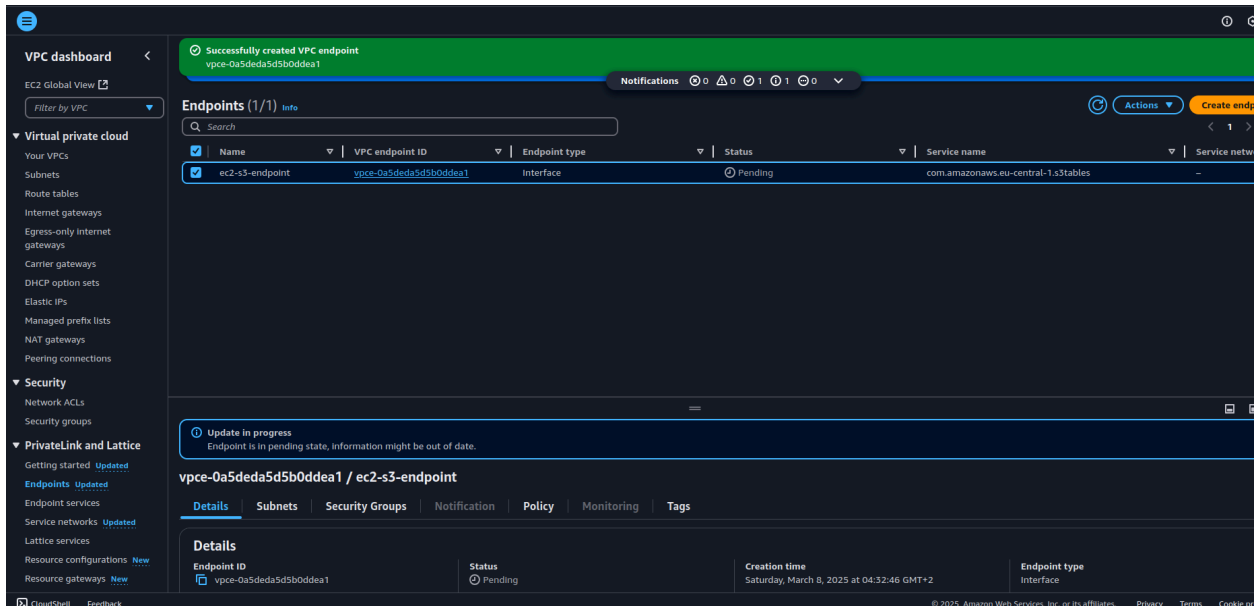 Successfully created VPC endpoint
vpce-0a5deda5d5b0ddea1
VPC dashboard
EC2 Global View
Filter by VPC
Virtual private cloud
Your VPCs
Subnets
Route tables
Internet gateways
Egress-only internet
gateways
Carrier gateways
DHCP option sets
Elastic IPs
Managed prefix lists
NAT gateways
Peering connections
Security
Network ACLs
Security groups
PrivateLink and Lattice
Getting started Updated
Endpoints Updated
Endpoint services
Service networks Updated
Lattice services
Resource configurations New
Resource gateways New
Notifications 0 0 1 1 0
Endpoints (1/1) Info
Actions
Create endp
Search
1
Name VPC endpoint ID Endpoint type Status Service name Service netw
ec2-s3-endpoint vpce-0a5deda5d5b0ddea1 Interface Pending com.amazonaws.eu-central-1.s3tables –
Update in progress
Endpoint is in pending state, information might be out of date.
vpce-0a5deda5d5b0ddea1 / ec2-s3-endpoint
Details Subnets Security Groups Notification Policy Monitoring Tags
Details
Endpoint ID Status Creation time Endpoint type
vpce-0a5deda5d5b0ddea1 Pending Saturday, March 8, 2025 at 04:32:46 GMT+2 Interface
CloudShell Feedback © 2025, Amazon Web Services, Inc. or its affiliates. Privacy Terms Cookie pr